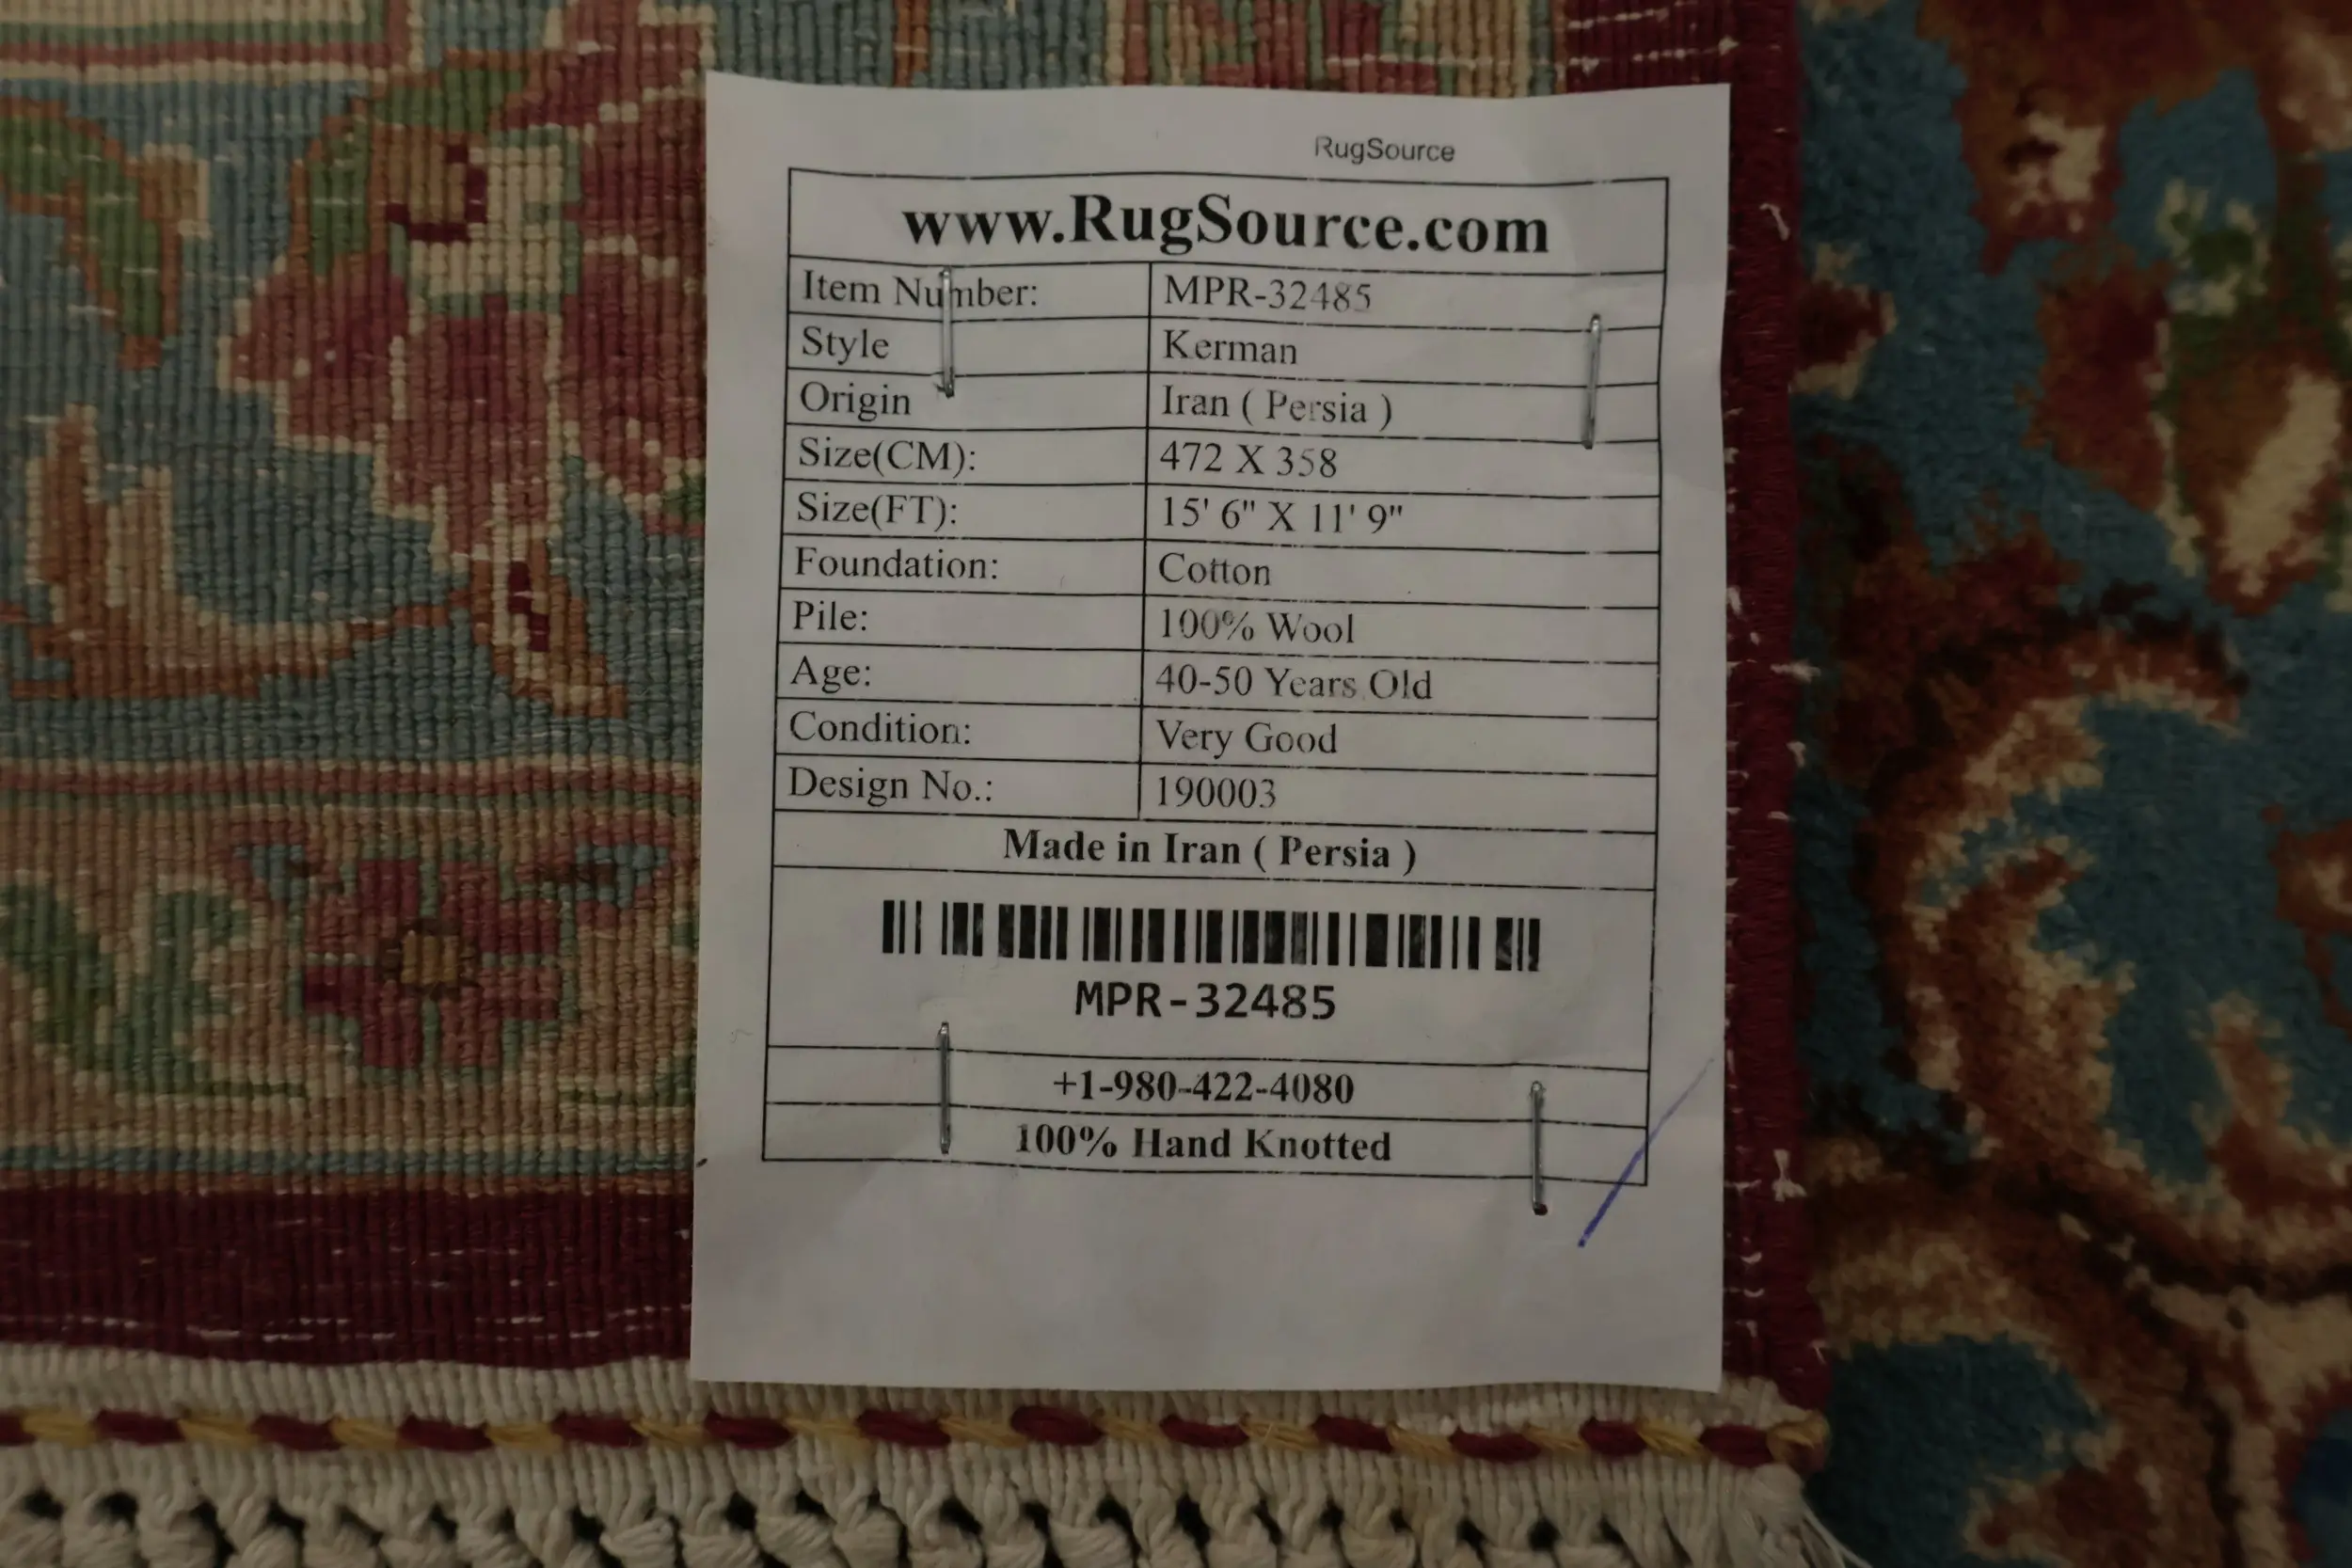 RugSource
www.RugSource.com
Item Number: MPR-32485
Style Kerman
Origin Iran ( Persia )
Size(CM): 472 X 358
Size(FT): 15' 6" X 11' 9"
Foundation: Cotton
Pile: 100% Wool
Age: 40-50 Years Old
Condition: Very Good
Design No.: 190003
Made in Iran ( Persia )
MPR-32485
+1-980-422-4080
100% Hand Knotted